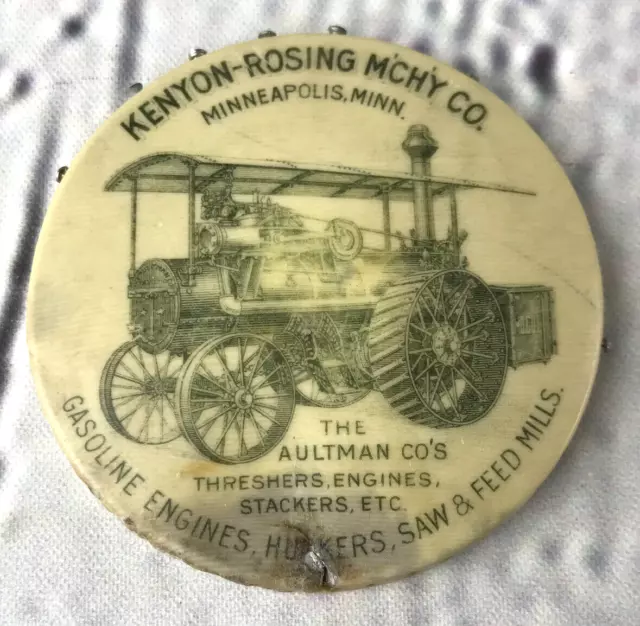 KENYON-ROSING M'CH'Y CO.
MINNEAPOLIS, MINN.
THE
AULTMAN CO'S
THRESHERS, ENGINES,
STACKERS, ETC.
GASOLINE ENGINES, HUSKERS, SAW & FEED MILLS.